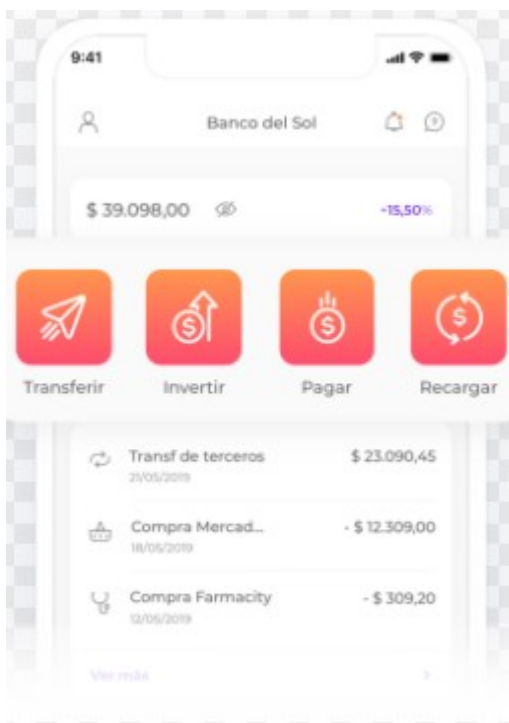 9:41
Banco del Sol
$ 39.098,00
+15,50%
Transferir Invertir Pagar Recargar
Transf de terceros $ 23.090,45
21/05/2019
Compra Mercad... - $ 12.309,00
18/05/2019
Compra Farmacity - $ 309,20
12/05/2019
Ver más